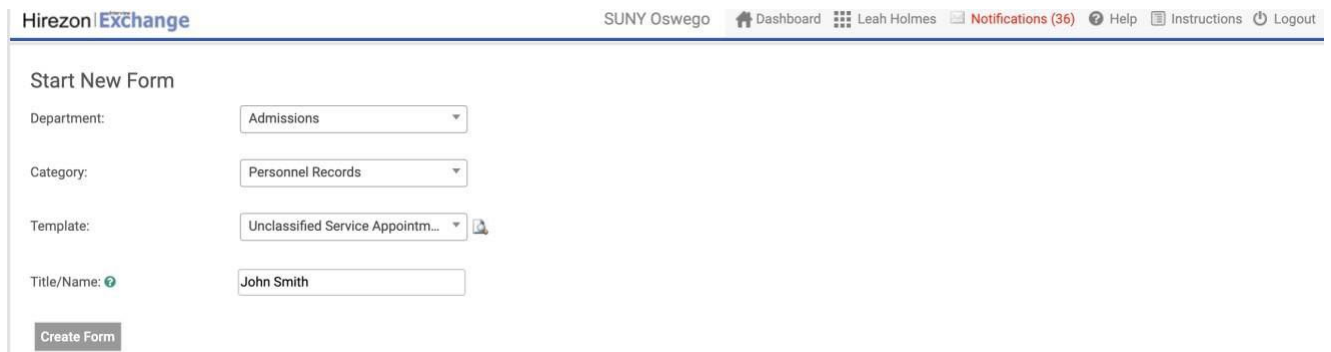 Hirezon Exchange SUNY Oswego Dashboard Leah Holmes Notifications (36) Help Instructions Logout
Start New Form
Department: Admissions
Category: Personnel Records
Template: Unclassified Service Appointm...
Title/Name: John Smith
Create Form